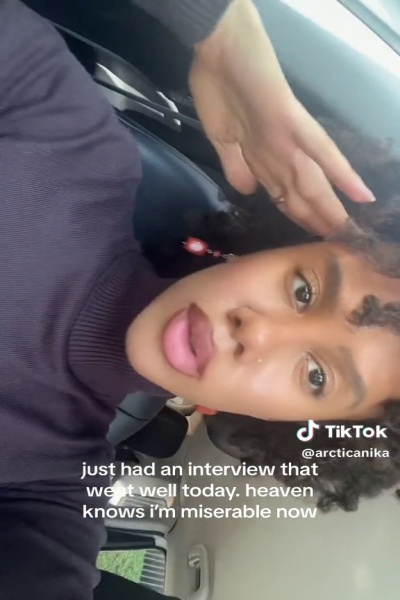 TikTok
@arcticanika
just had an interview that
went well today. heaven
knows i'm miserable now